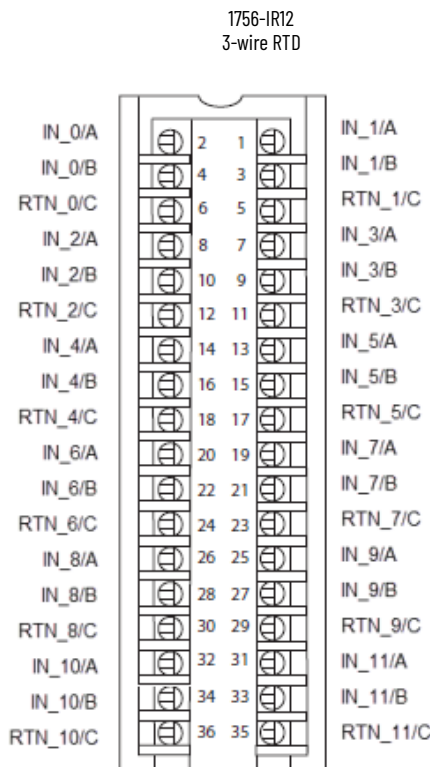 1756-IR12
3-wire RTD
IN_0/A 2 1 IN_1/A
IN_0/B 4 3 IN_1/B
RTN_0/C 6 5 RTN_1/C
IN_2/A 8 7 IN_3/A
IN_2/B 10 9 IN_3/B
RTN_2/C 12 11 RTN_3/C
IN_4/A 14 13 IN_5/A
IN_4/B 16 15 IN_5/B
RTN_4/C 18 17 RTN_5/C
IN_6/A 20 19 IN_7/A
IN_6/B 22 21 IN_7/B
RTN_6/C 24 23 RTN_7/C
IN_8/A 26 25 IN_9/A
IN_8/B 28 27 IN_9/B
RTN_8/C 30 29 RTN_9/C
IN_10/A 32 31 IN_11/A
IN_10/B 34 33 IN_11/B
RTN_10/C 36 35 RTN_11/C